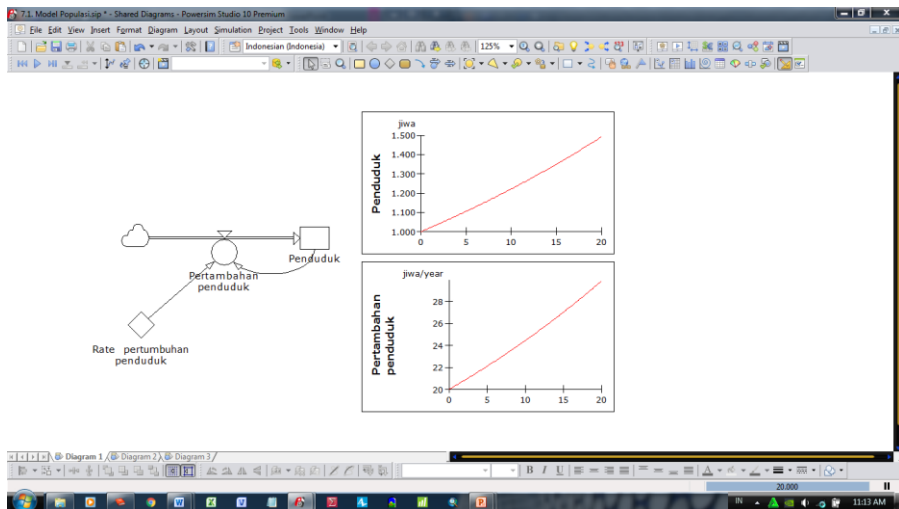 7.1. Model Populasi.sip * - Shared Diagrams - Powersim Studio 10 Premium
File Edit View Insert Format Diagram Layout Simulation Project Tools Window Help
Indonesian (Indonesia)
125%
jiwa
1.500
1.400
1.300
1.200
1.100
1.000
0 5 10 15 20
Penduduk
Penduduk
Pertambahan
penduduk
Rate pertumbuhan
penduduk
jiwa/year
28
26
24
22
20
0 5 10 15 20
Pertambahan
penduduk
Diagram 1 Diagram 2 Diagram 3
B I U
20.000
IN 11:13 AM